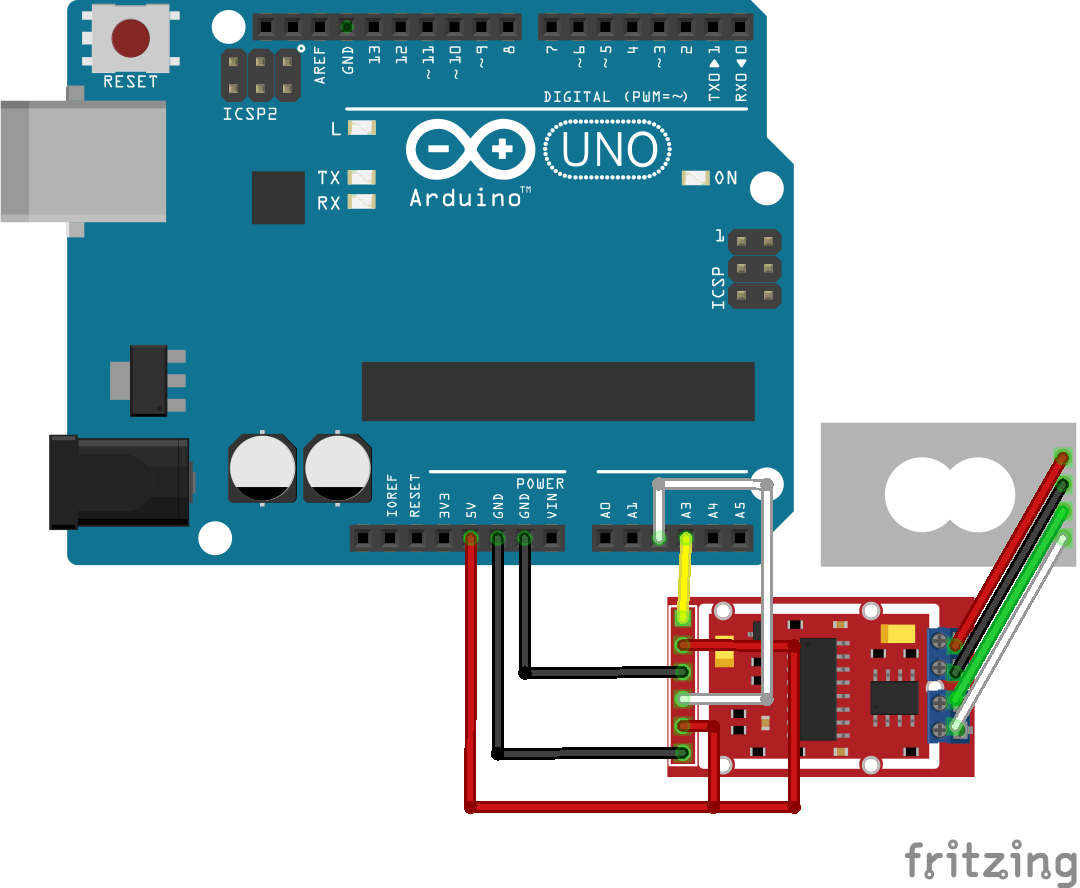 RESET
ICSP2
AREF
GND
13
12
~11
~10
~9
8
7
~6
~5
4
~3
2
TX0▶1
RX0◀0
DIGITAL (PWM=~)
L
TX
RX
Arduino™
UNO
ON
1
ICSP
IOREF
RESET
3V3
5V
GND
GND
VIN
POWER
A0
A1
A3
A4
A5
fritzing